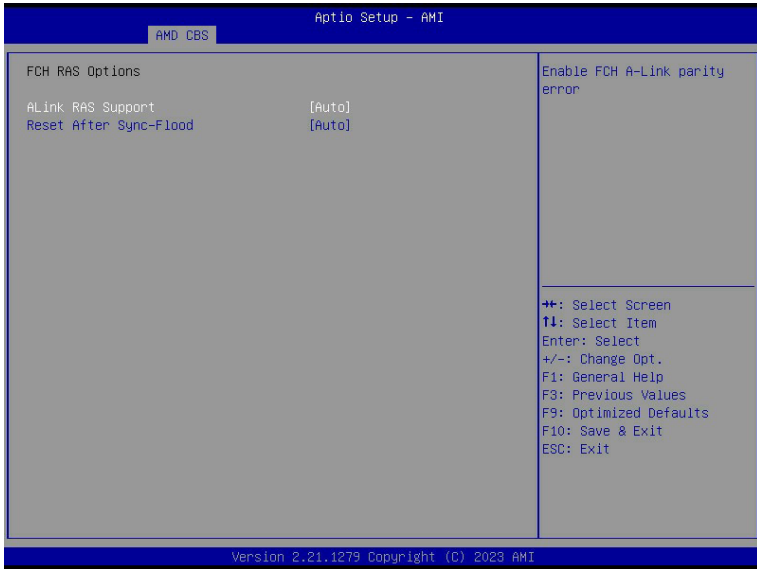 Aptio Setup – AMI
AMD CBS
FCH RAS Options
ALink RAS Support [Auto]
Reset After Sync-Flood [Auto]
Enable FCH A-Link parity
error
→←: Select Screen
↑↓: Select Item
Enter: Select
+/-: Change Opt.
F1: General Help
F3: Previous Values
F9: Optimized Defaults
F10: Save & Exit
ESC: Exit
Version 2.21.1279 Copyright (C) 2023 AMI